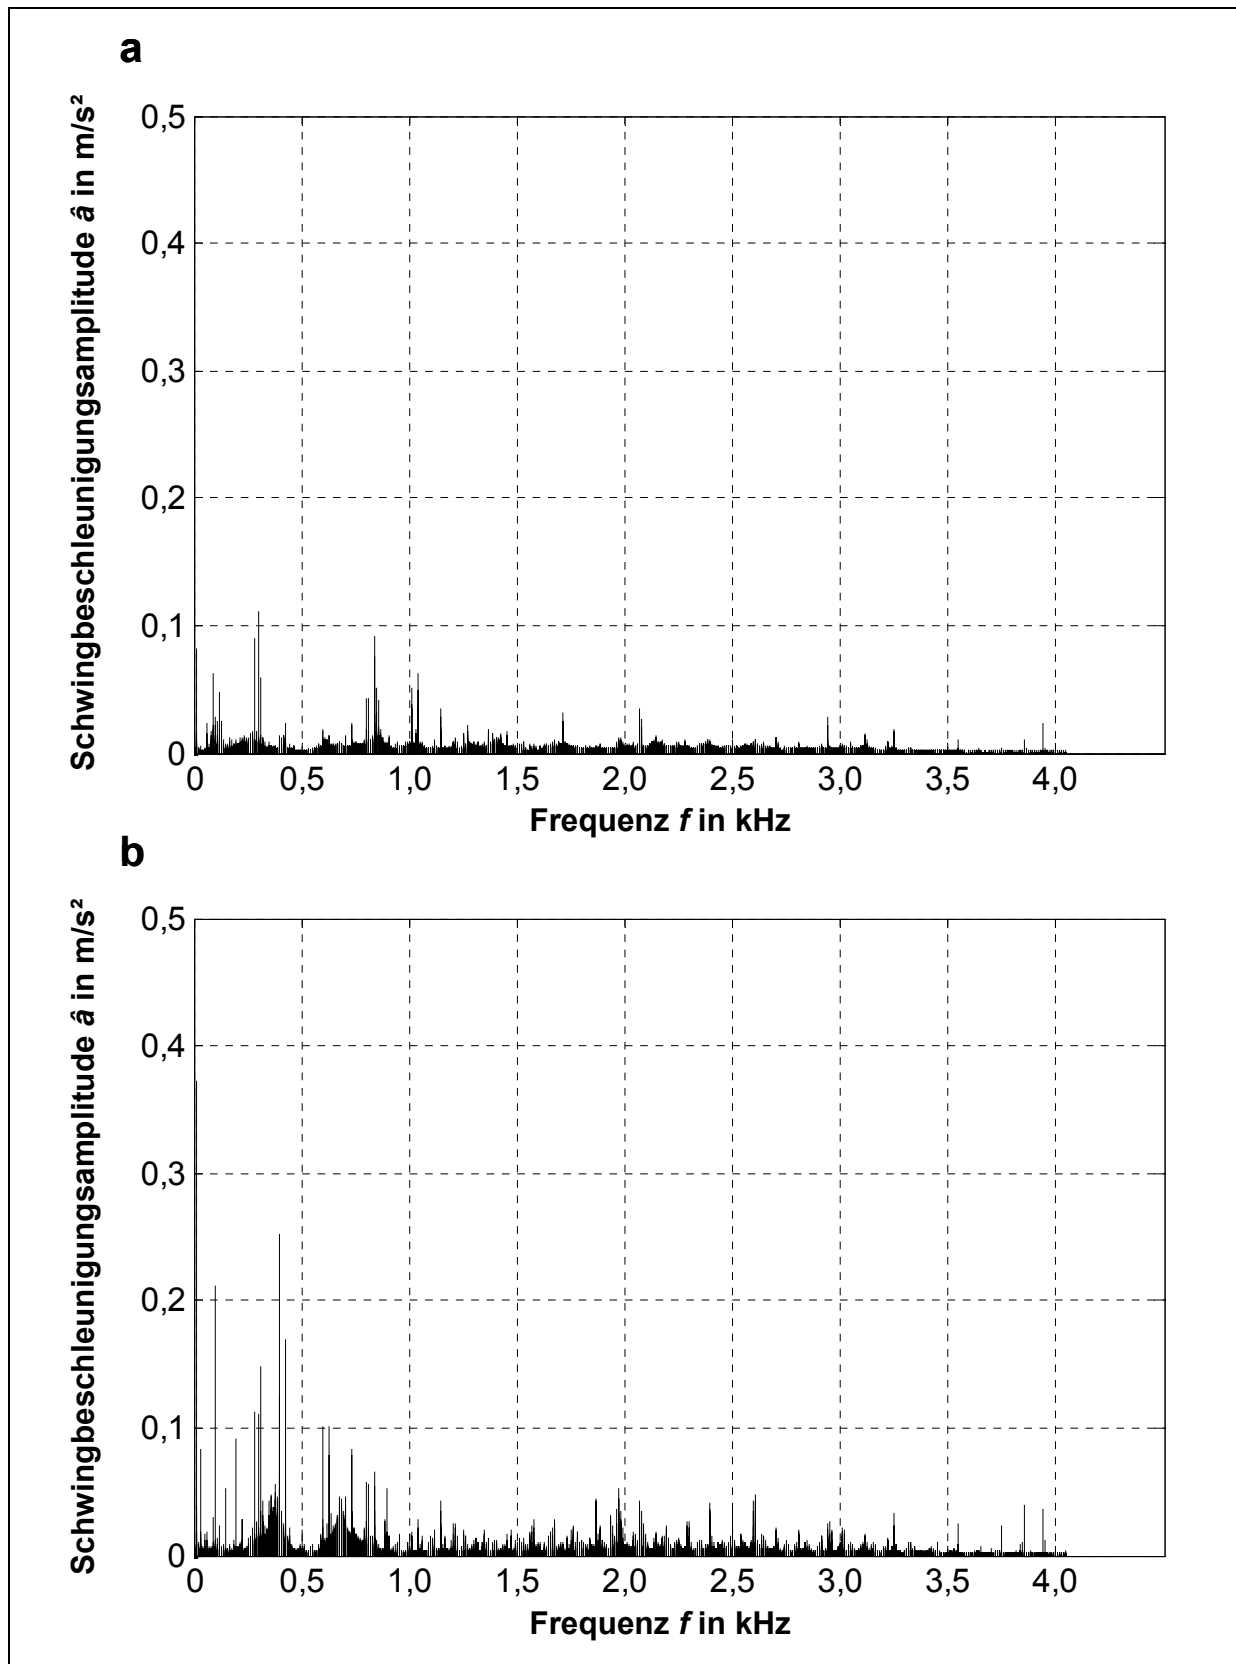 a
Schwingbeschleunigungsamplitude â in m/s²
0,5
0,4
0,3
0,2
0,1
0
0 0,5 1,0 1,5 2,0 2,5 3,0 3,5 4,0
Frequenz f in kHz
b
Schwingbeschleunigungsamplitude â in m/s²
0,5
0,4
0,3
0,2
0,1
0
0 0,5 1,0 1,5 2,0 2,5 3,0 3,5 4,0
Frequenz f in kHz